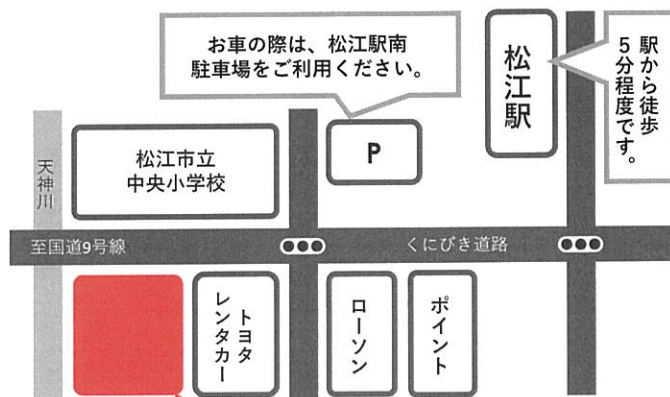 お車の際は、松江駅南
駐車場をご利用ください。
松江駅
駅から徒歩
5分程度です。
天神川
松江市立
中央小学校
P
至国道9号線
くにびき道路
トヨタ
レンタカー
ローソン
ポイント